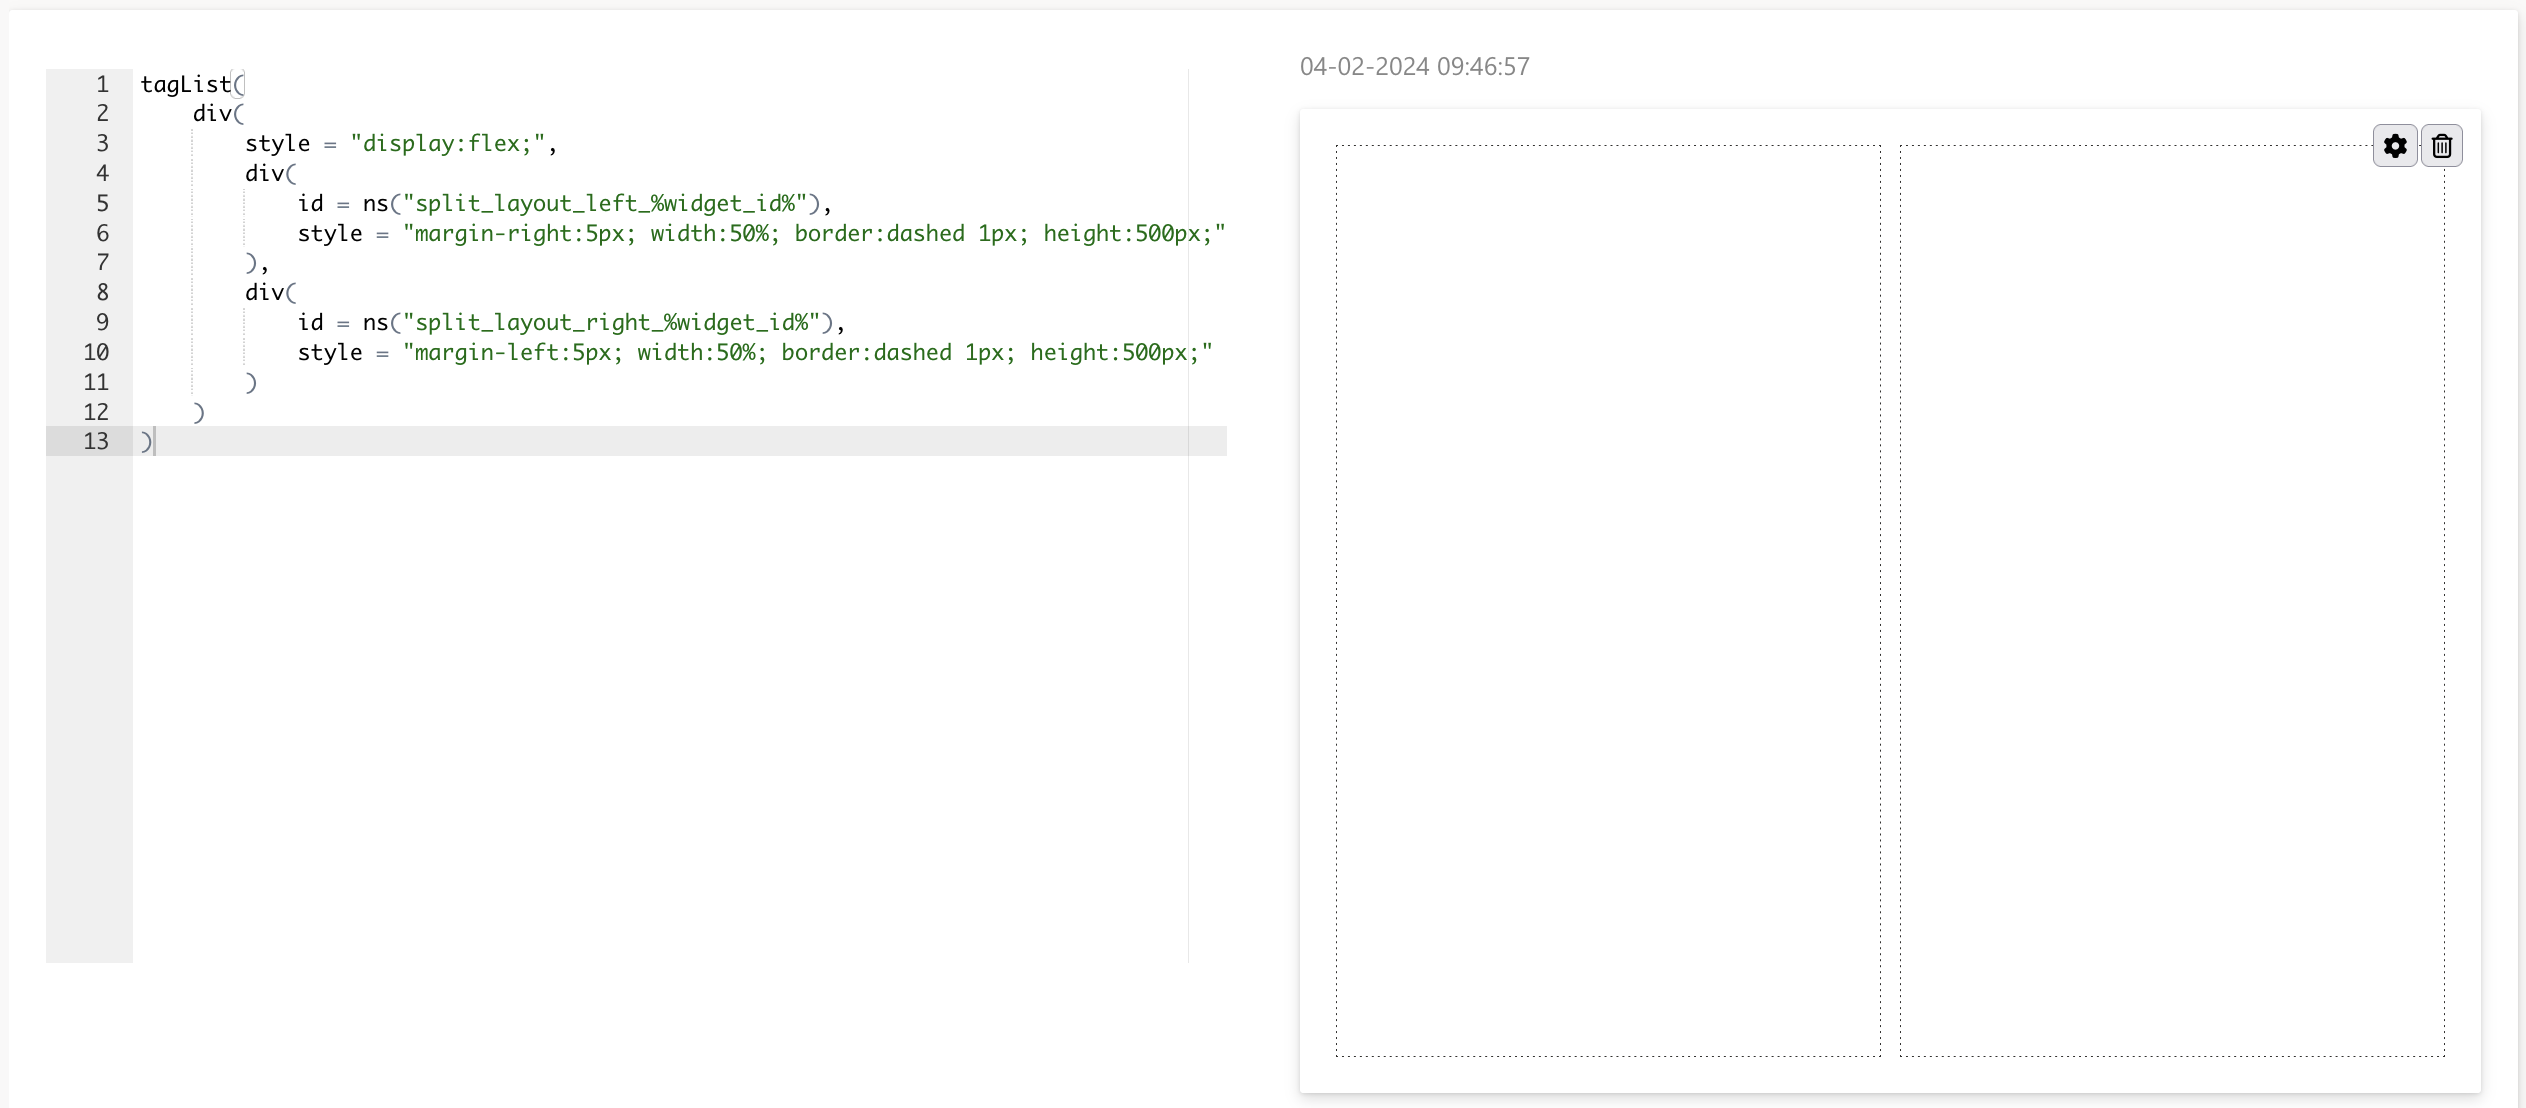 1 tagList(
2     div(
3         style = "display:flex;",
4         div(
5             id = ns("split_layout_left_%widget_id%"),
6             style = "margin-right:5px; width:50%; border:dashed 1px; height:500px;"
7         ),
8         div(
9             id = ns("split_layout_right_%widget_id%"),
10             style = "margin-left:5px; width:50%; border:dashed 1px; height:500px;"
11         )
12     )
13 )
04-02-2024 09:46:57